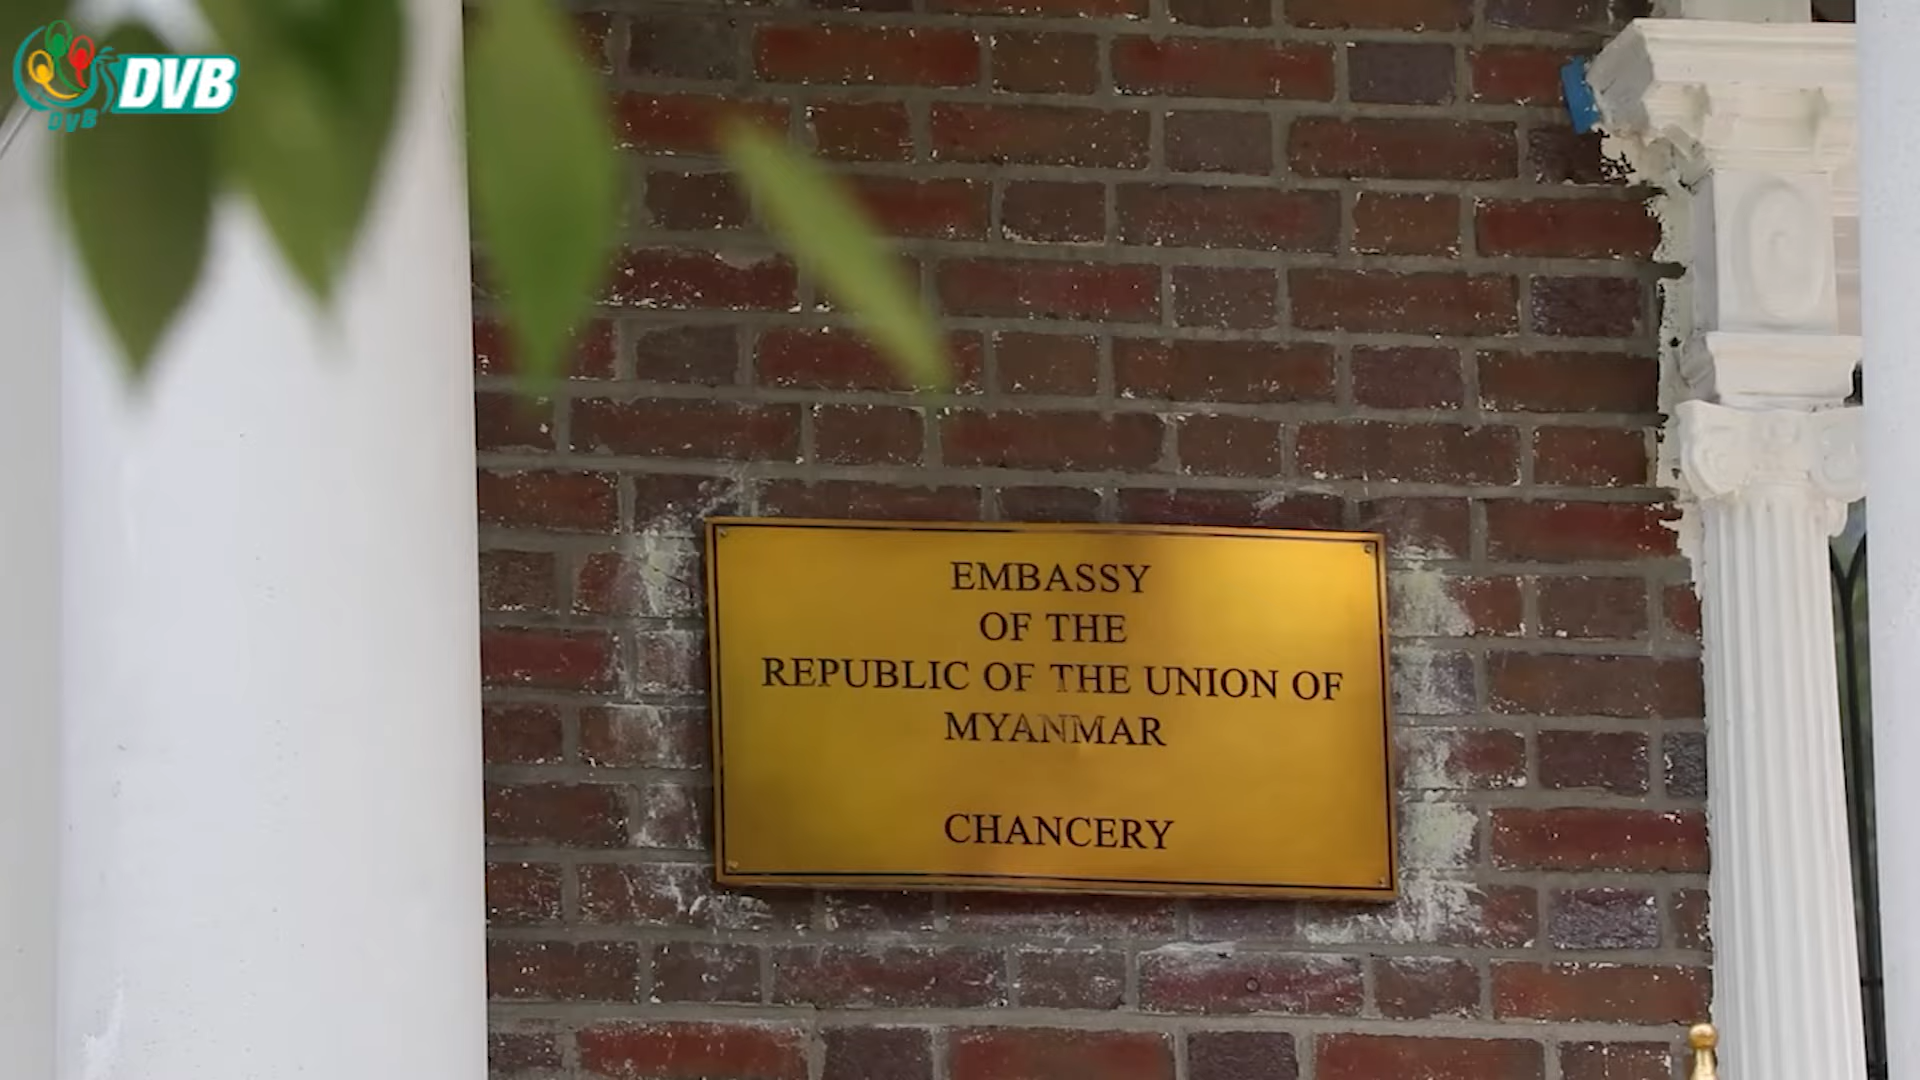 DVB
DVB
EMBASSY
OF THE
REPUBLIC OF THE UNION OF
MYANMAR
CHANCERY